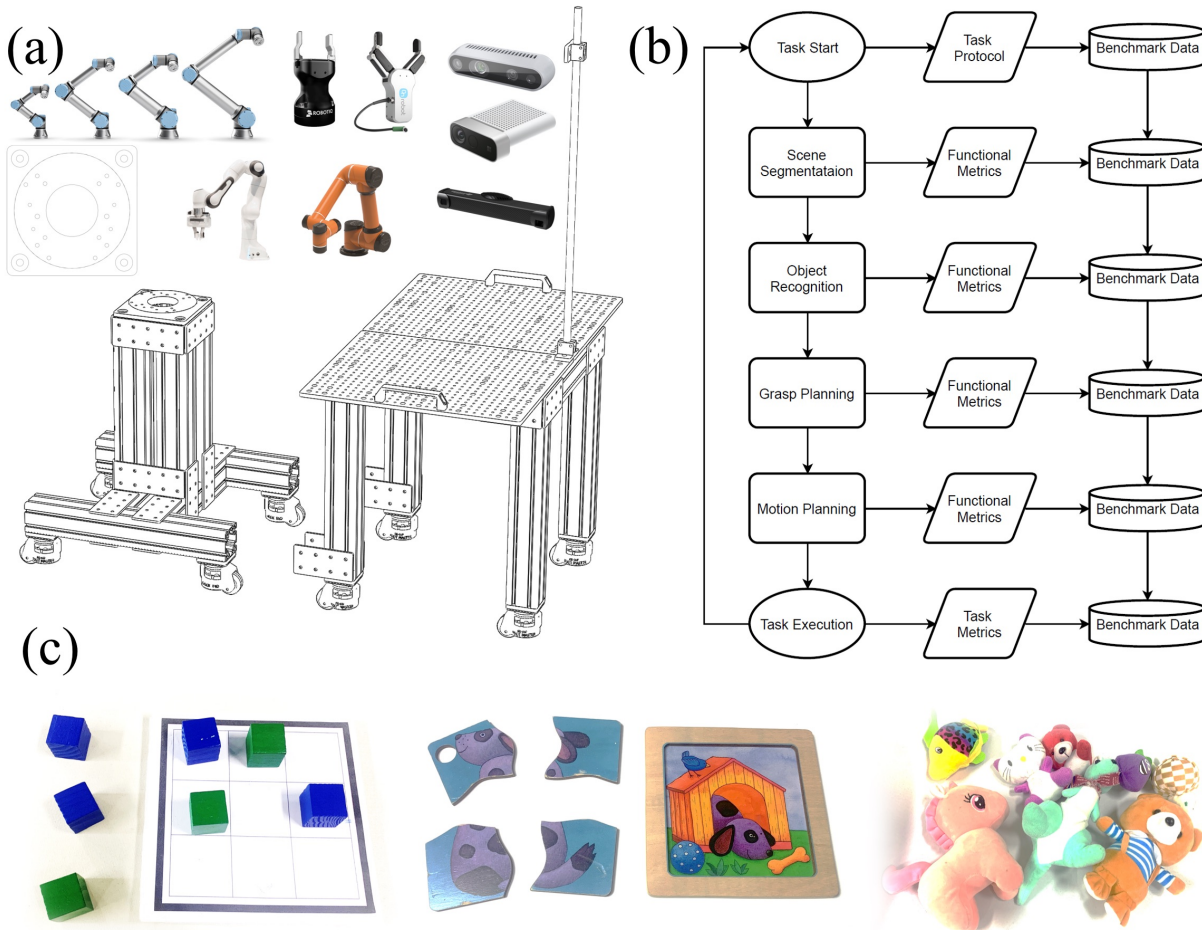 (a)
ROBOTIQ
(b)
Task Start
Task
Protocol
Benchmark Data
Scene
Segmentataion
Functional
Metrics
Benchmark Data
Object
Recognition
Functional
Metrics
Benchmark Data
Grasp Planning
Functional
Metrics
Benchmark Data
Motion Planning
Functional
Metrics
Benchmark Data
Task Execution
Task
Metrics
Benchmark Data
(c)